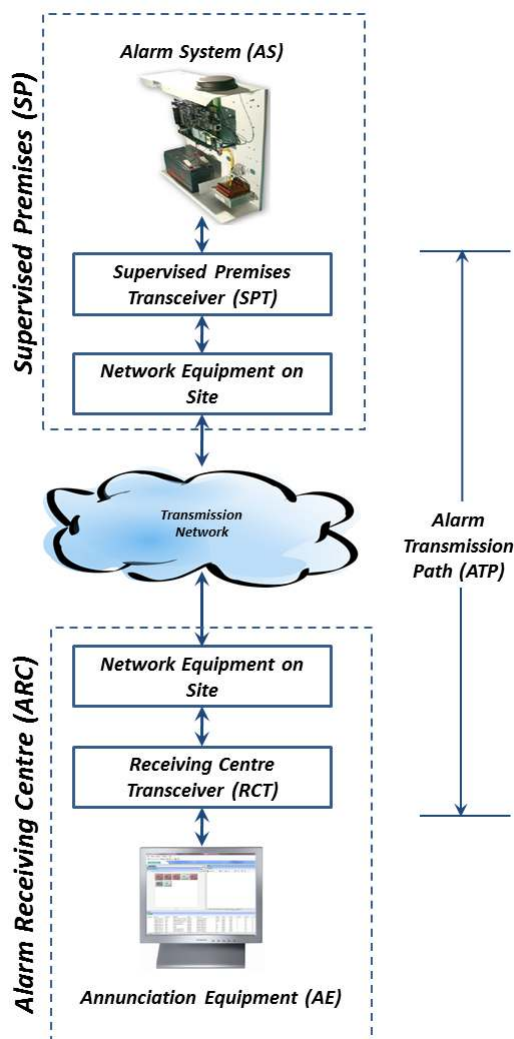 Supervised Premises (SP)
Alarm System (AS)
Supervised Premises
Transceiver (SPT)
Network Equipment on
Site
Transmission
Network
Alarm
Transmission
Path (ATP)
Alarm Receiving Centre (ARC)
Network Equipment on
Site
Receiving Centre
Transceiver (RCT)
Annunciation Equipment (AE)